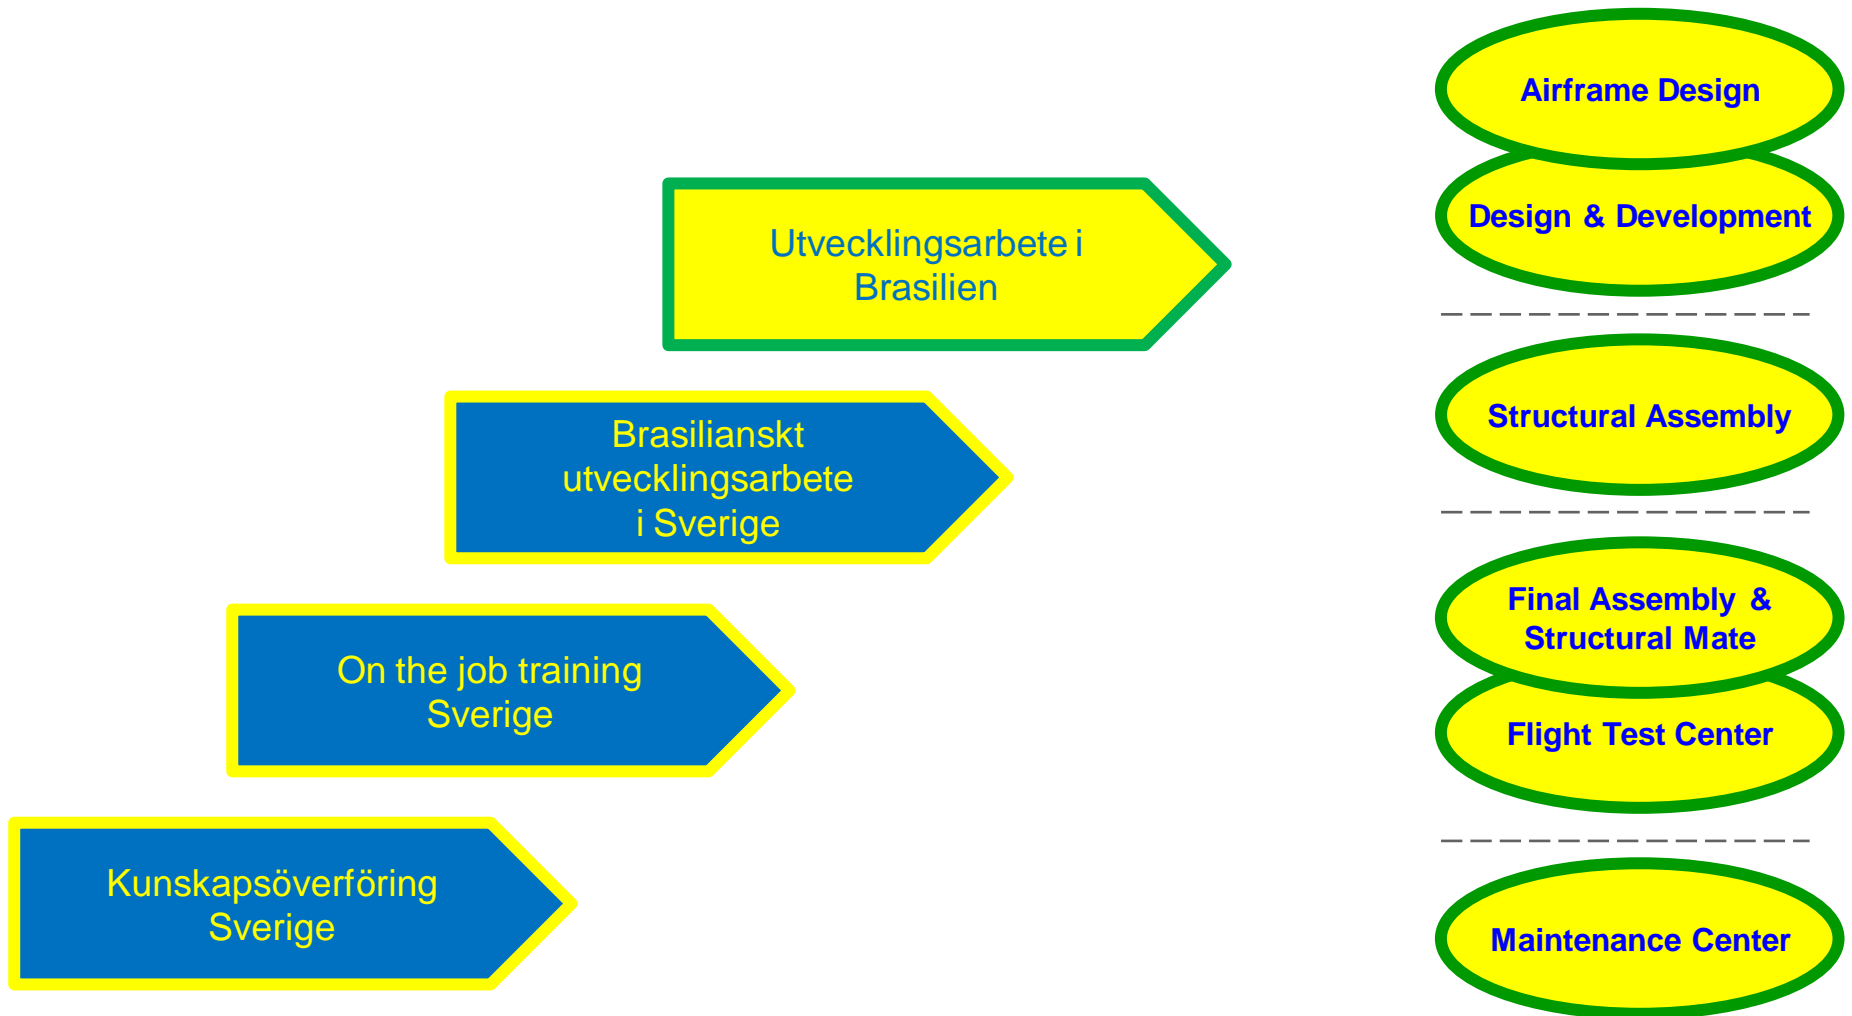 Utvecklingsarbete i
Brasilien
Brasilianskt
utvecklingsarbete
i Sverige
On the job training
Sverige
Kunskapsöverföring
Sverige
Airframe Design
Design & Development
Structural Assembly
Final Assembly &
Structural Mate
Flight Test Center
Maintenance Center